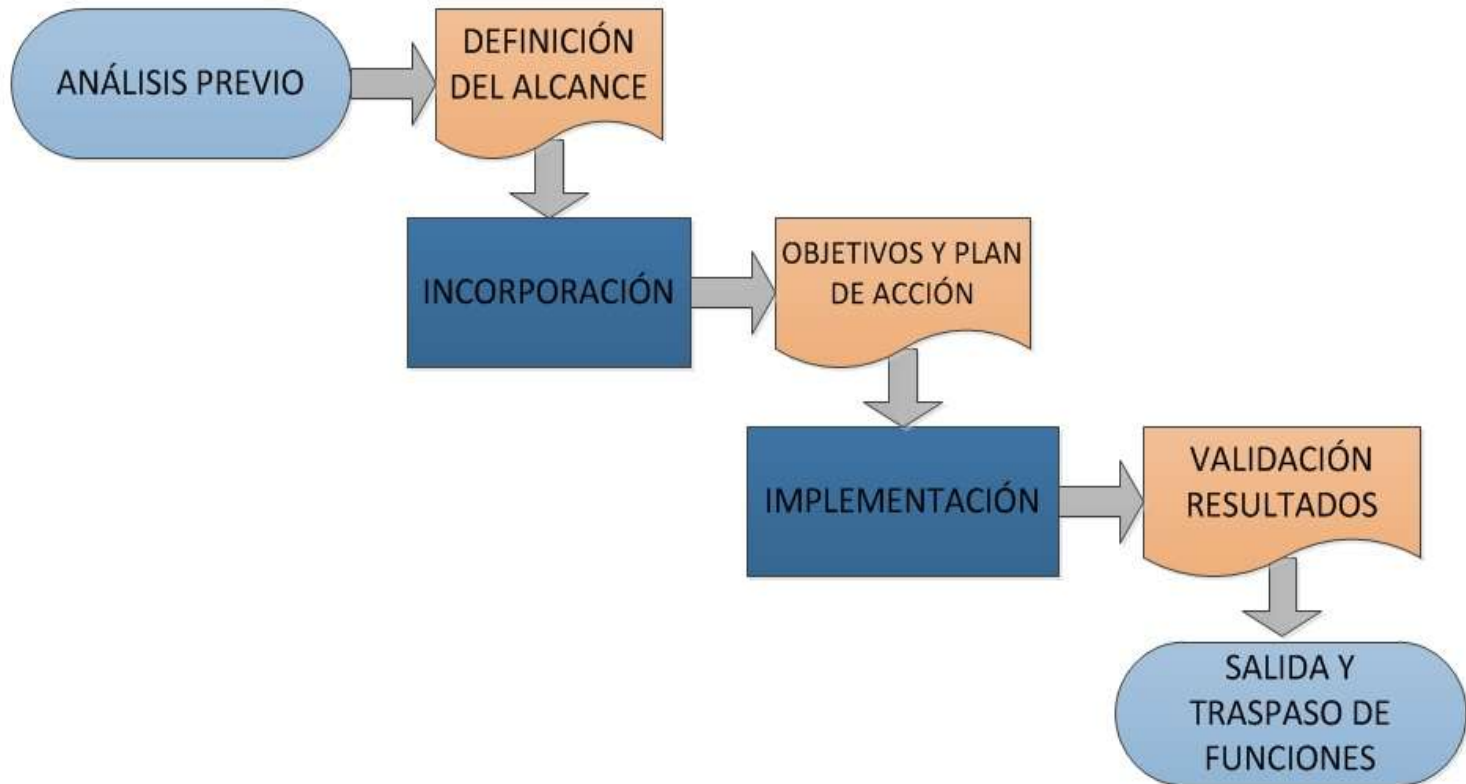 ANÁLISIS PREVIO
DEFINICIÓN
DEL ALCANCE
INCORPORACIÓN
OBJETIVOS Y PLAN
DE ACCIÓN
IMPLEMENTACIÓN
VALIDACIÓN
RESULTADOS
SALIDA Y
TRASPASO DE
FUNCIONES